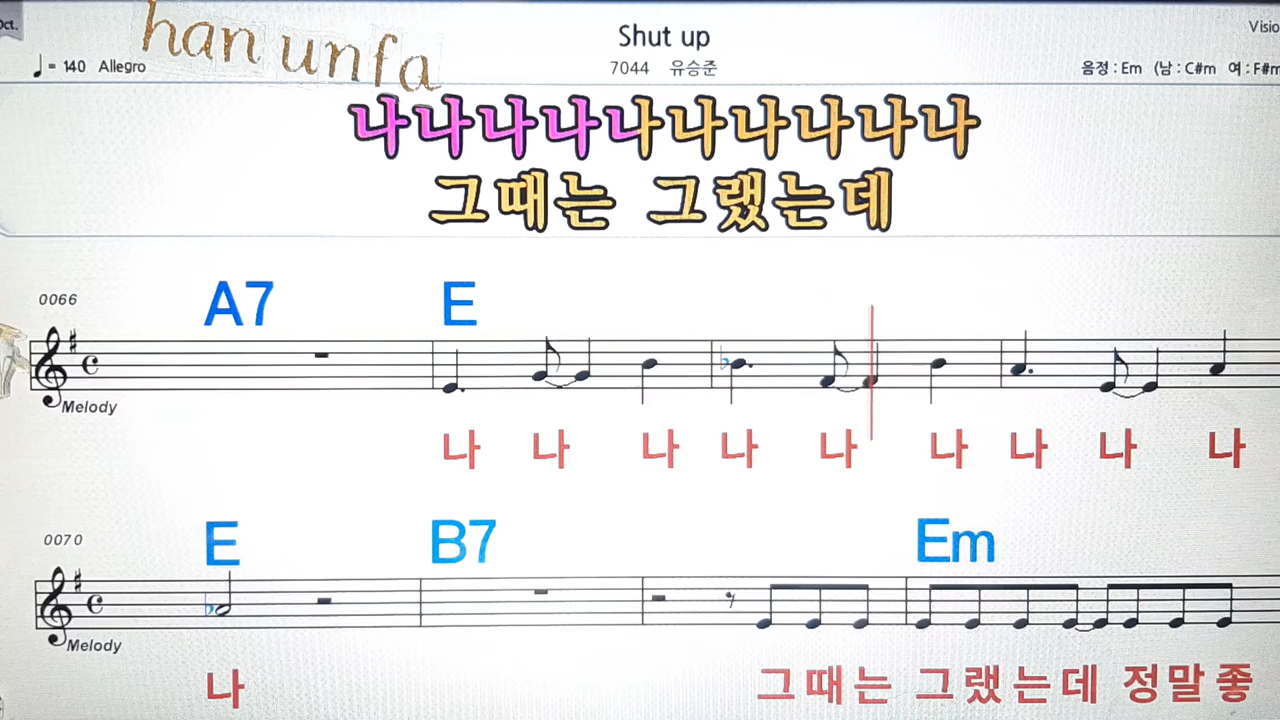 Oct.
han unfa
Shut up
Visio
♩= 140 Allegro
7044 유승준
음정 : Em (남 : C#m 여 : F#m
나나나나나나나나나나
그때는 그랬는데
0066
A7 E
Melody
나 나 나 나 나 나 나 나 나
0070
E B7 Em
Melody
나 그때는 그랬는데 정말좋